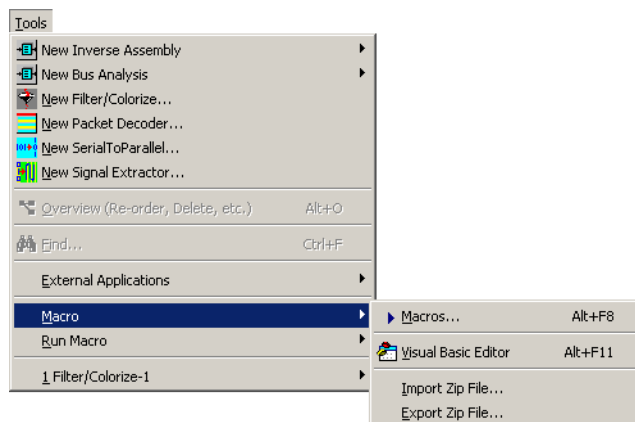 Tools
New Inverse Assembly
New Bus Analysis
New Filter/Colorize...
New Packet Decoder...
New SerialToParallel...
New Signal Extractor...
Overview (Re-order, Delete, etc.) Alt+O
Find... Ctrl+F
External Applications
Macro
Macros... Alt+F8
Run Macro
Visual Basic Editor Alt+F11
1 Filter/Colorize-1
Import Zip File...
Export Zip File...